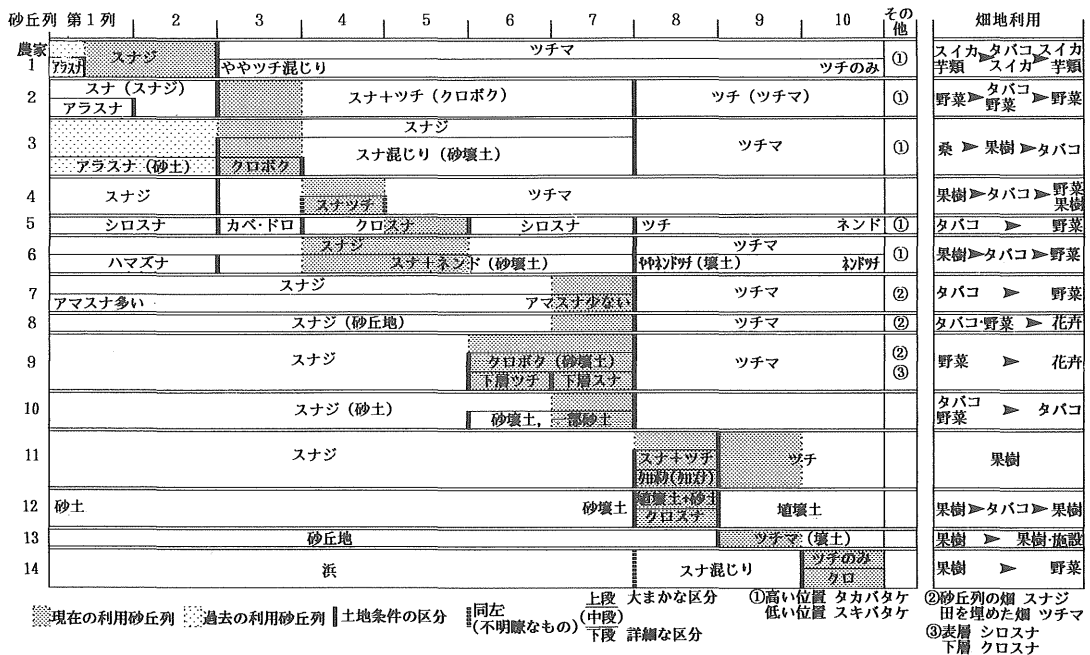 砂丘列 第1列 2 3 4 5 6 7 8 9 10 その他 畑地利用
農家
1 スナジ ツチマ ① スイカ タバコ スイカ
アラスナ ややツチ混じり ツチのみ 芋類 スイカ 芋類
2 スナ(スナジ) スナ+ツチ(クロボク) ツチ(ツチマ) ① 野菜 タバコ 野菜 野菜
アラスナ
3 スナジ ツチマ ① 桑 果樹 タバコ
アラスナ(砂土) クロボク スナ混じり(砂壌土)
4 スナジ ツチマ 果樹 タバコ 野菜 果樹
スナツチ
5 シロスナ カベ・ドロ クロスナ シロスナ ツチ ネンド ① タバコ 野菜
6 スナジ ツチマ ① 果樹 タバコ 野菜
ハマズナ スナ+ネンド(砂壌土) ややネンドツチ(壌土) ネンドツチ
7 スナジ ツチマ ② タバコ 野菜
アマスナ多い アマスナ少ない
8 スナジ(砂丘地) ツチマ ② タバコ・野菜 花卉
9 スナジ クロボク(砂壌土) ツチマ ② ③ 野菜 花卉
下層ツチ 下層スナ
10 スナジ(砂土) タバコ 野菜 タバコ
砂壌土,一部砂土
11 スナジ スナ+ツチ ツチ 果樹
12 砂土 砂壌土 埴壌土+砂土 埴壌土 果樹 タバコ 果樹
クロスナ
13 砂丘地 ツチマ(壌土) 果樹 果樹・施設
14 浜 スナ混じり ツチのみ 果樹 野菜
クロ
現在の利用砂丘列 過去の利用砂丘列 土地条件の区分 同左(不明瞭なもの)
上段 大まかな区分
(中段)
下段 詳細な区分
①高い位置 タカバタケ
低い位置 スキバタケ
②砂丘列の畑 スナジ
田を埋めた畑 ツチマ
③表層 シロスナ
下層 クロスナ